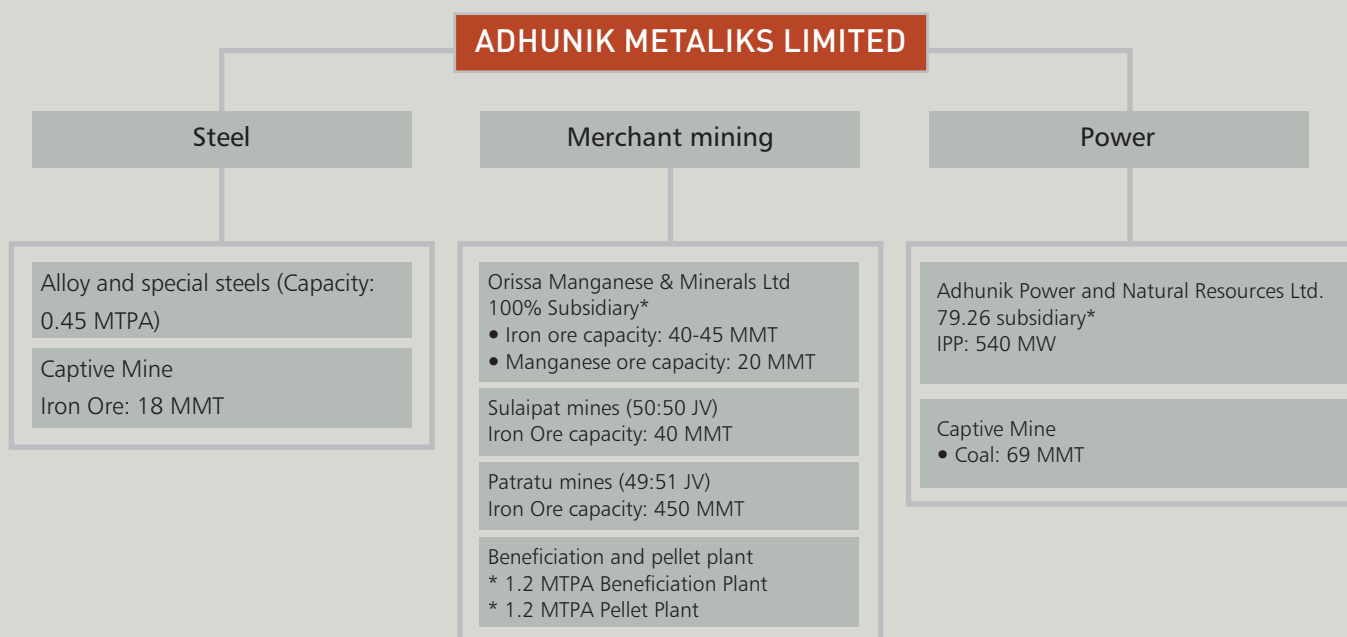 ADHUNIK METALIKS LIMITED
Steel
Merchant mining
Power
Alloy and special steels (Capacity:
0.45 MTPA)
Captive Mine
Iron Ore: 18 MMT
Orissa Manganese & Minerals Ltd
100% Subsidiary*
• Iron ore capacity: 40-45 MMT
• Manganese ore capacity: 20 MMT
Sulaipat mines (50:50 JV)
Iron Ore capacity: 40 MMT
Patratu mines (49:51 JV)
Iron Ore capacity: 450 MMT
Beneficiation and pellet plant
* 1.2 MTPA Beneficiation Plant
* 1.2 MTPA Pellet Plant
Adhunik Power and Natural Resources Ltd.
79.26 subsidiary*
IPP: 540 MW
Captive Mine
• Coal: 69 MMT